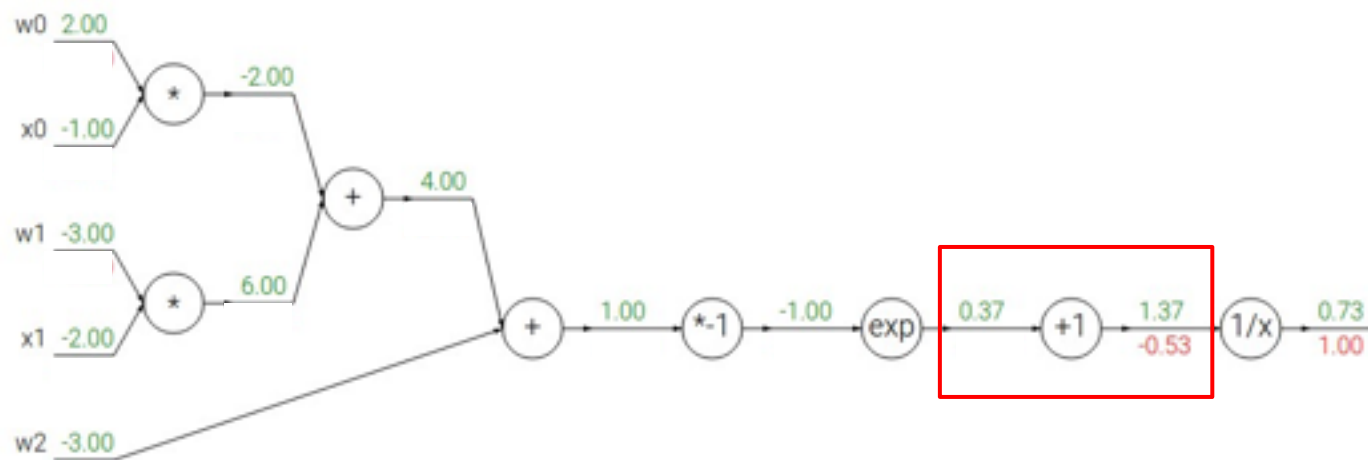 w0 2.00
* -2.00
x0 -1.00
+ 4.00
w1 -3.00
* 6.00
x1 -2.00
+ 1.00 *-1 -1.00 exp 0.37 +1 1.37 1/x 0.73
-0.53 1.00
w2 -3.00